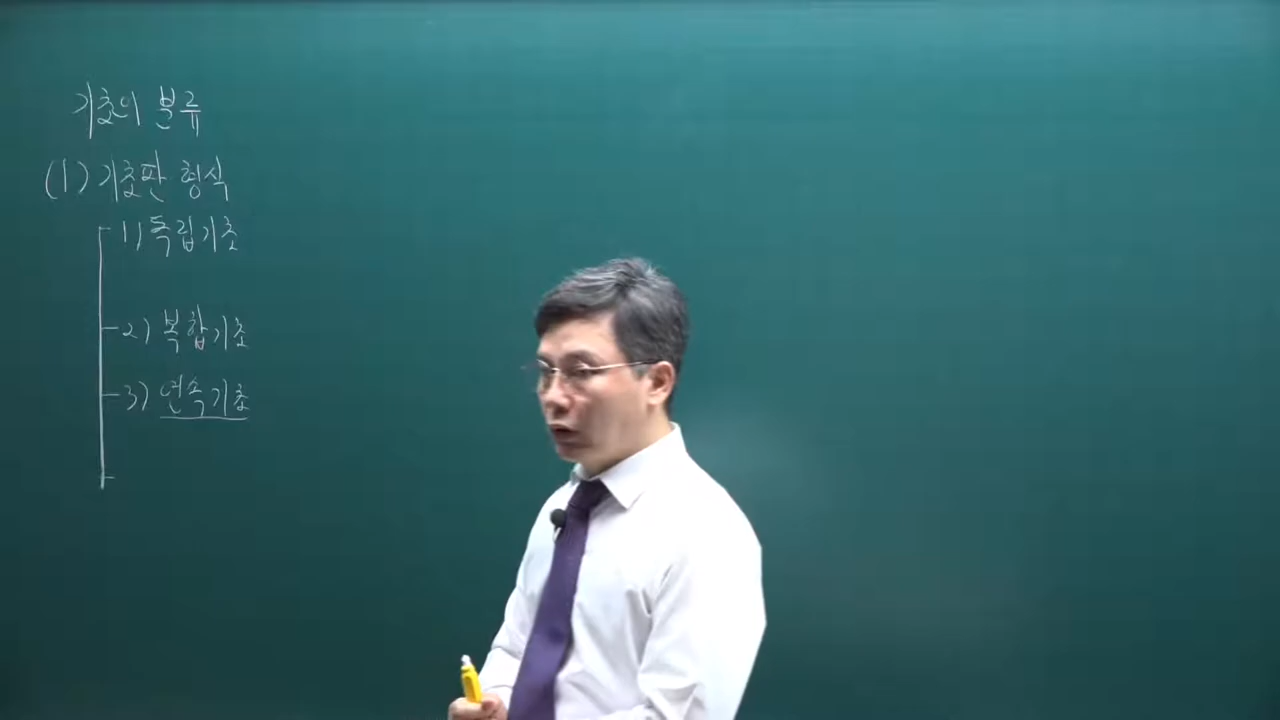 기초의 분류
(1) 기초판 형식
1) 독립기초
2) 복합기초
3) 연속기초